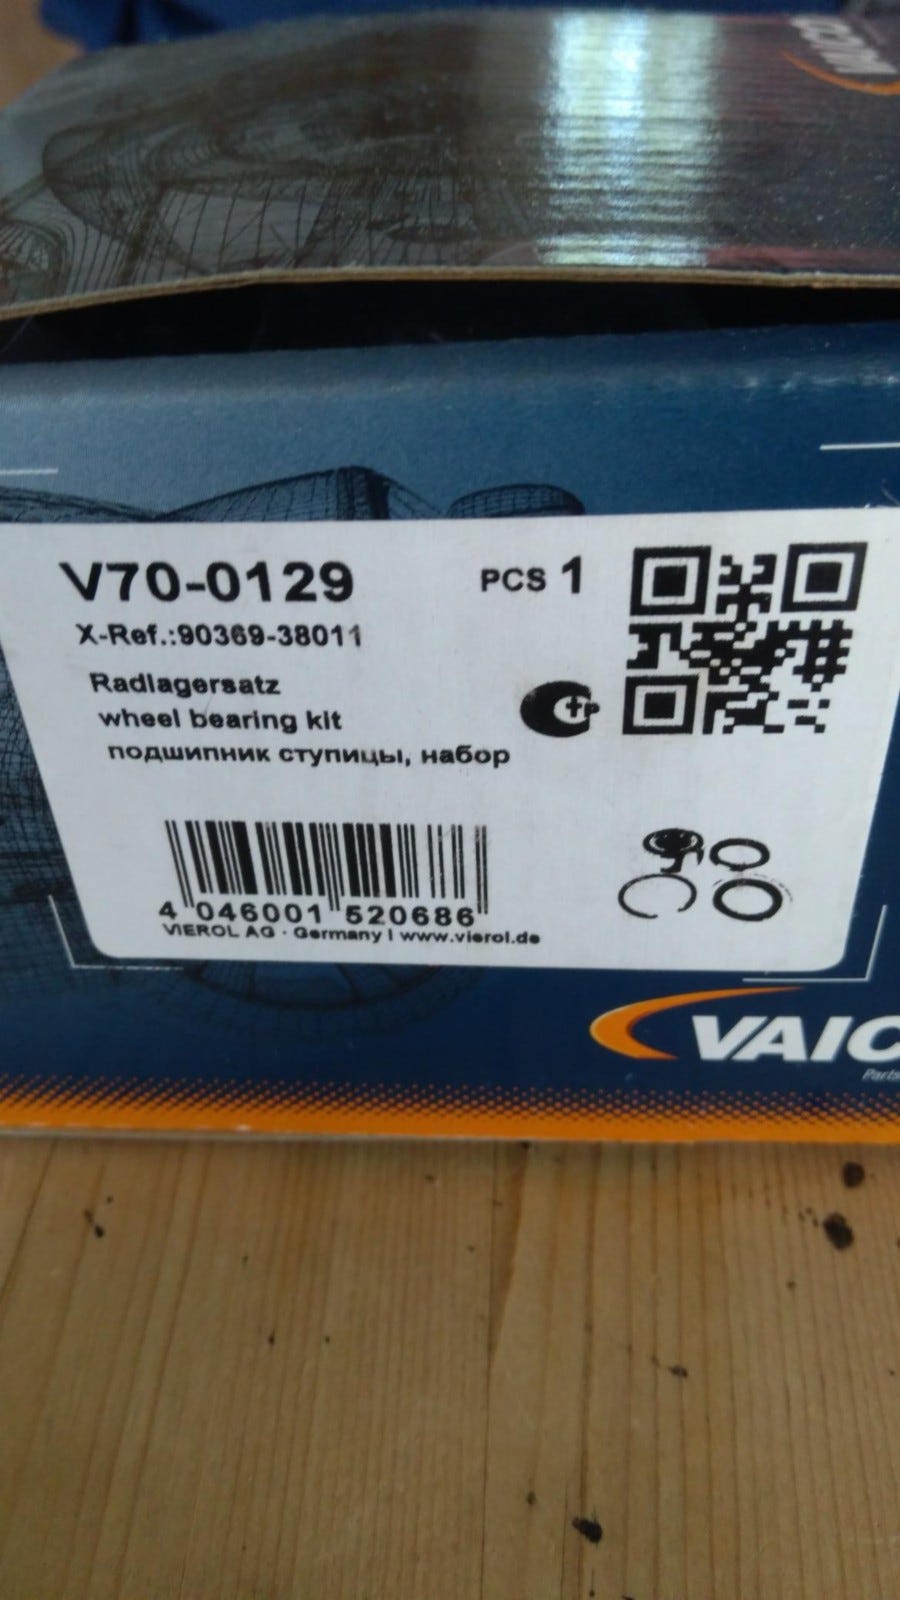 V70-0129
PCS 1
X-Ref.:90369-38011
Radlagersatz
wheel bearing kit
подшипник ступицы, набор
4 046001 520686
VIEROL AG · Germany I www.vierol.de
VAIC
Parts